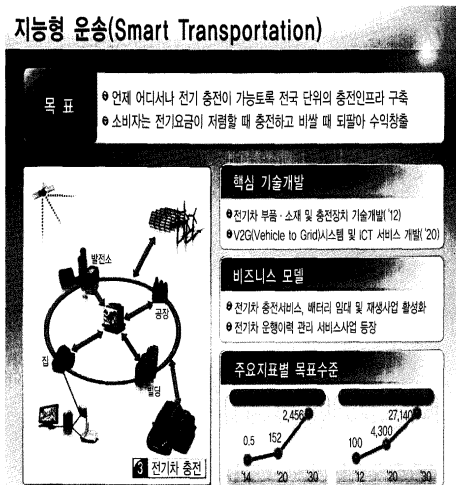 지능형 운송(Smart Transportation)
목 표
언제 어디서나 전기 충전이 가능토록 전국 단위의 충전인프라 구축
소비자는 전기요금이 저렴할 때 충전하고 비쌀 때 되팔아 수익창출
발전소
공장
집
빌딩
3 전기차 충전
핵심 기술개발
전기차 부품·소재 및 충전장치 기술개발('12)
V2G(Vehicle to Grid)시스템 및 ICT 서비스 개발('20)
비즈니스 모델
전기차 충전서비스, 배터리 임대 및 재생사업 활성화
전기차 운행이력 관리 서비스사업 등장
주요지표별 목표수준
0.5 152 2,456
'14 '20 '30
100 4,300 27,140
'12 '20 '30